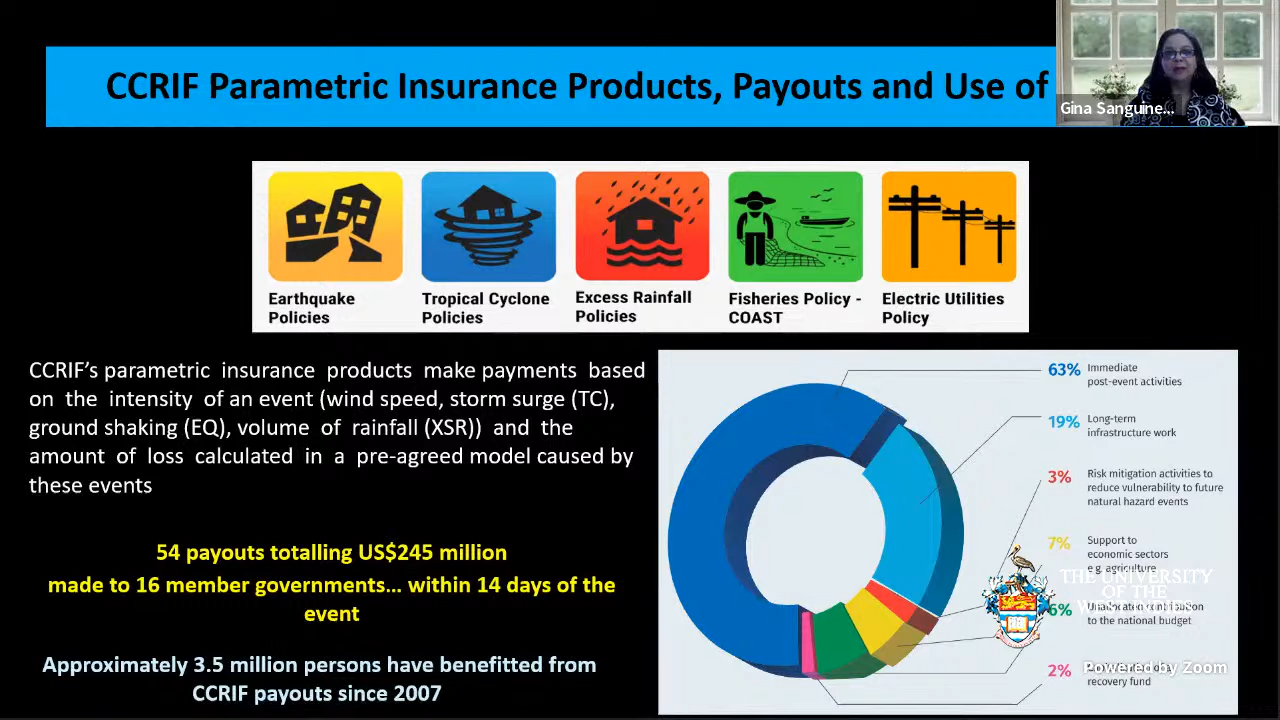 CCRIF Parametric Insurance Products, Payouts and Use of
Gina Sanguine...
Earthquake
Policies
Tropical Cyclone
Policies
Excess Rainfall
Policies
Fisheries Policy -
COAST
Electric Utilities
Policy
CCRIF's parametric insurance products make payments based
on the intensity of an event (wind speed, storm surge (TC),
ground shaking (EQ), volume of rainfall (XSR)) and the
amount of loss calculated in a pre-agreed model caused by
these events
54 payouts totalling US$245 million
made to 16 member governments... within 14 days of the
event
Approximately 3.5 million persons have benefitted from
CCRIF payouts since 2007
63% Immediate
post-event activities
19% Long-term
infrastructure work
3% Risk mitigation activities to
reduce vulnerability to future
natural hazard events
7% Support to
economic sectors
e.g. agriculture
THE UNIVERSITY
OF THE
WEST INDIES
6%
to the national budget
2%
recovery fund
Powered by Zoom